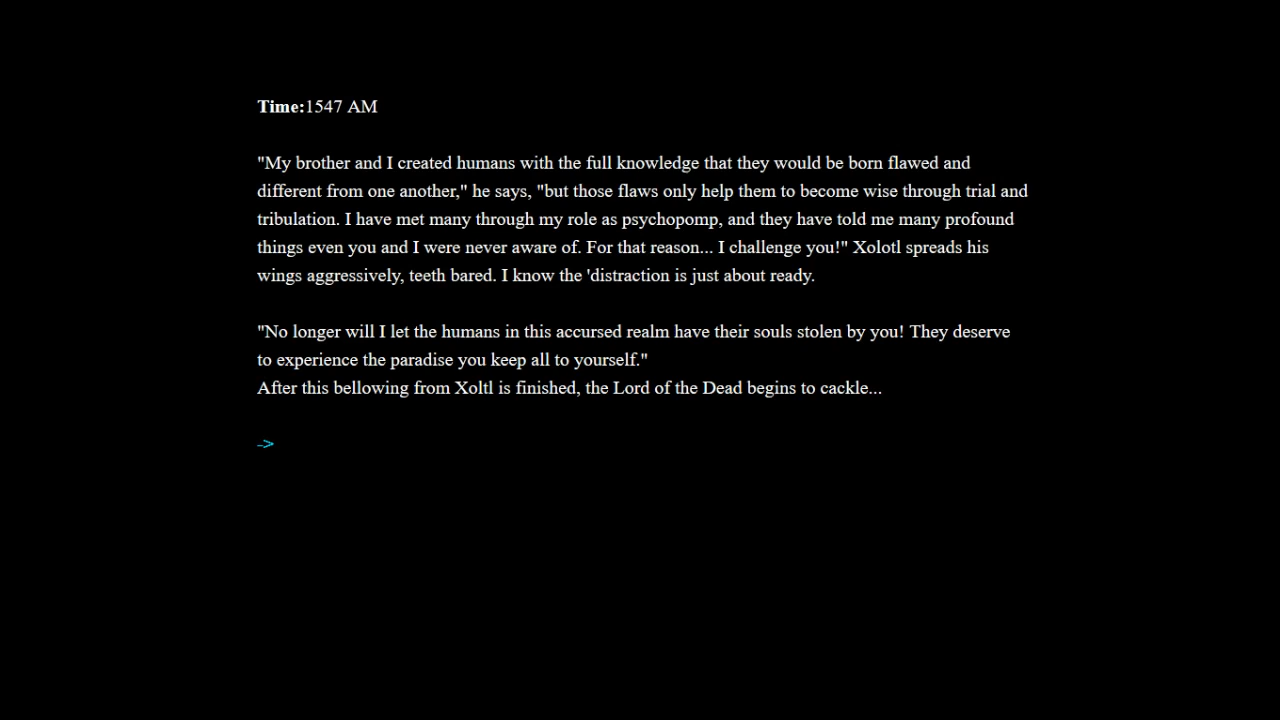 Time:1547 AM
"My brother and I created humans with the full knowledge that they would be born flawed and
different from one another," he says, "but those flaws only help them to become wise through trial and
tribulation. I have met many through my role as psychopomp, and they have told me many profound
things even you and I were never aware of. For that reason... I challenge you!" Xolotl spreads his
wings aggressively, teeth bared. I know the 'distraction is just about ready.
"No longer will I let the humans in this accursed realm have their souls stolen by you! They deserve
to experience the paradise you keep all to yourself."
After this bellowing from Xoltl is finished, the Lord of the Dead begins to cackle...
->